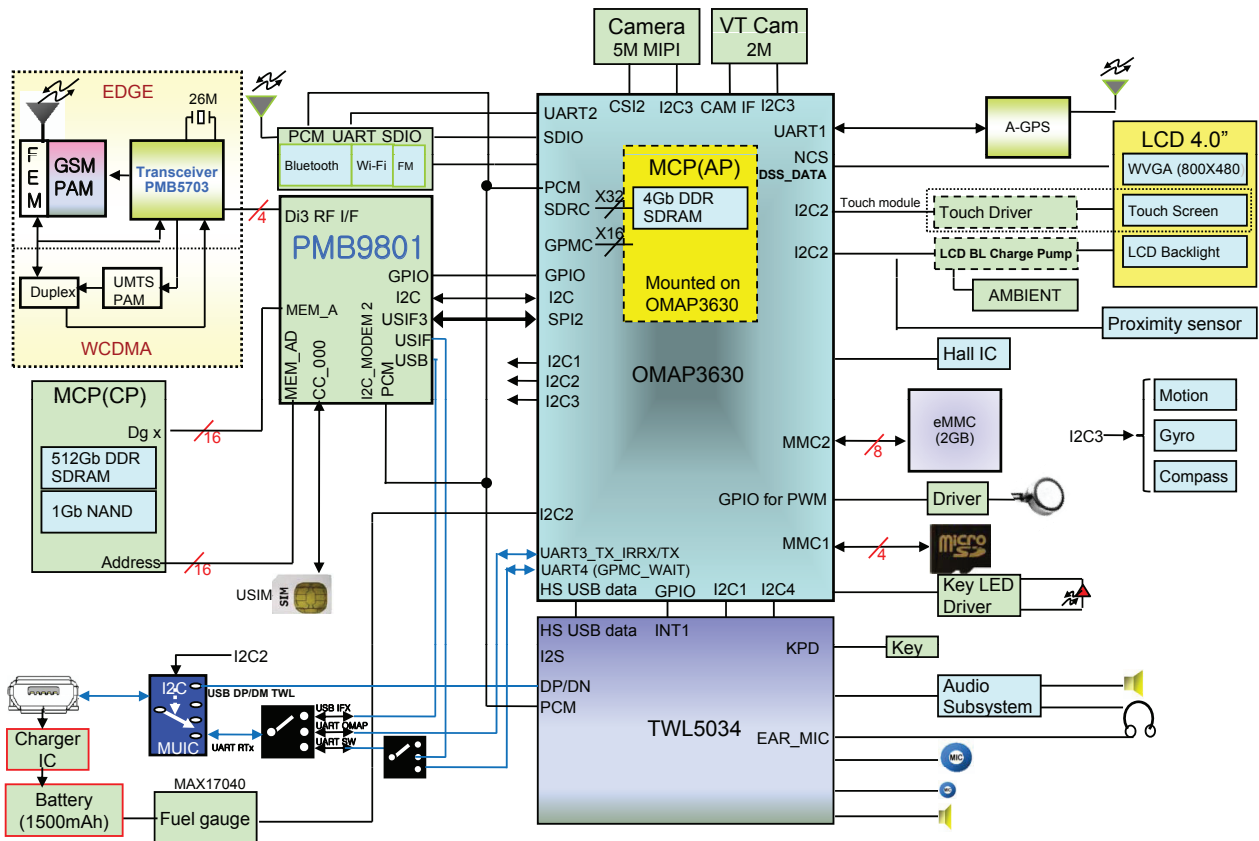 Camera
5M MIPI
VT Cam
2M
EDGE
26M
FEM
GSM
PAM
Transceiver
PMB5703
Duplex
UMTS
PAM
WCDMA
4
PCM UART SDIO
Bluetooth
Wi-Fi
FM
Di3 RF I/F
PMB9801
GPIO
I2C
USIF3
USIF
USB
MEM_A
MEM_AD
CC_000
I2C_MODEM 2
PCM
MCP(CP)
Dg x
16
512Gb DDR
SDRAM
1Gb NAND
Address
16
USIM
SIM
CSI2
I2C3
CAM IF
I2C3
UART2
SDIO
PCM
SDRC
X32
GPMC
X16
GPIO
I2C
SPI2
I2C1
I2C2
I2C3
MCP(AP)
4Gb DDR
SDRAM
Mounted on
OMAP3630
OMAP3630
UART1
NCS
DSS_DATA
I2C2
I2C2
MMC2
GPIO for PWM
MMC1
I2C2
UART3_TX_IRRX/TX
UART4 (GPMC_WAIT)
HS USB data
GPIO
I2C1
I2C4
A-GPS
LCD 4.0”
WVGA (800X480)
Touch module
Touch Driver
Touch Screen
LCD BL Charge Pump
LCD Backlight
AMBIENT
Proximity sensor
Hall IC
8
eMMC
(2GB)
I2C3
Motion
Gyro
Compass
Driver
4
micro
SD
Key LED
Driver
HS USB data
INT1
I2S
DP/DN
PCM
KPD
TWL5034
EAR_MIC
Key
Audio
Subsystem
MIC
I2C2
I2C
MUIC
USB DP/DM TWL
UART RTx
USB IFX
UART OMAP
UART SW
Charger
IC
Battery
(1500mAh)
MAX17040
Fuel gauge